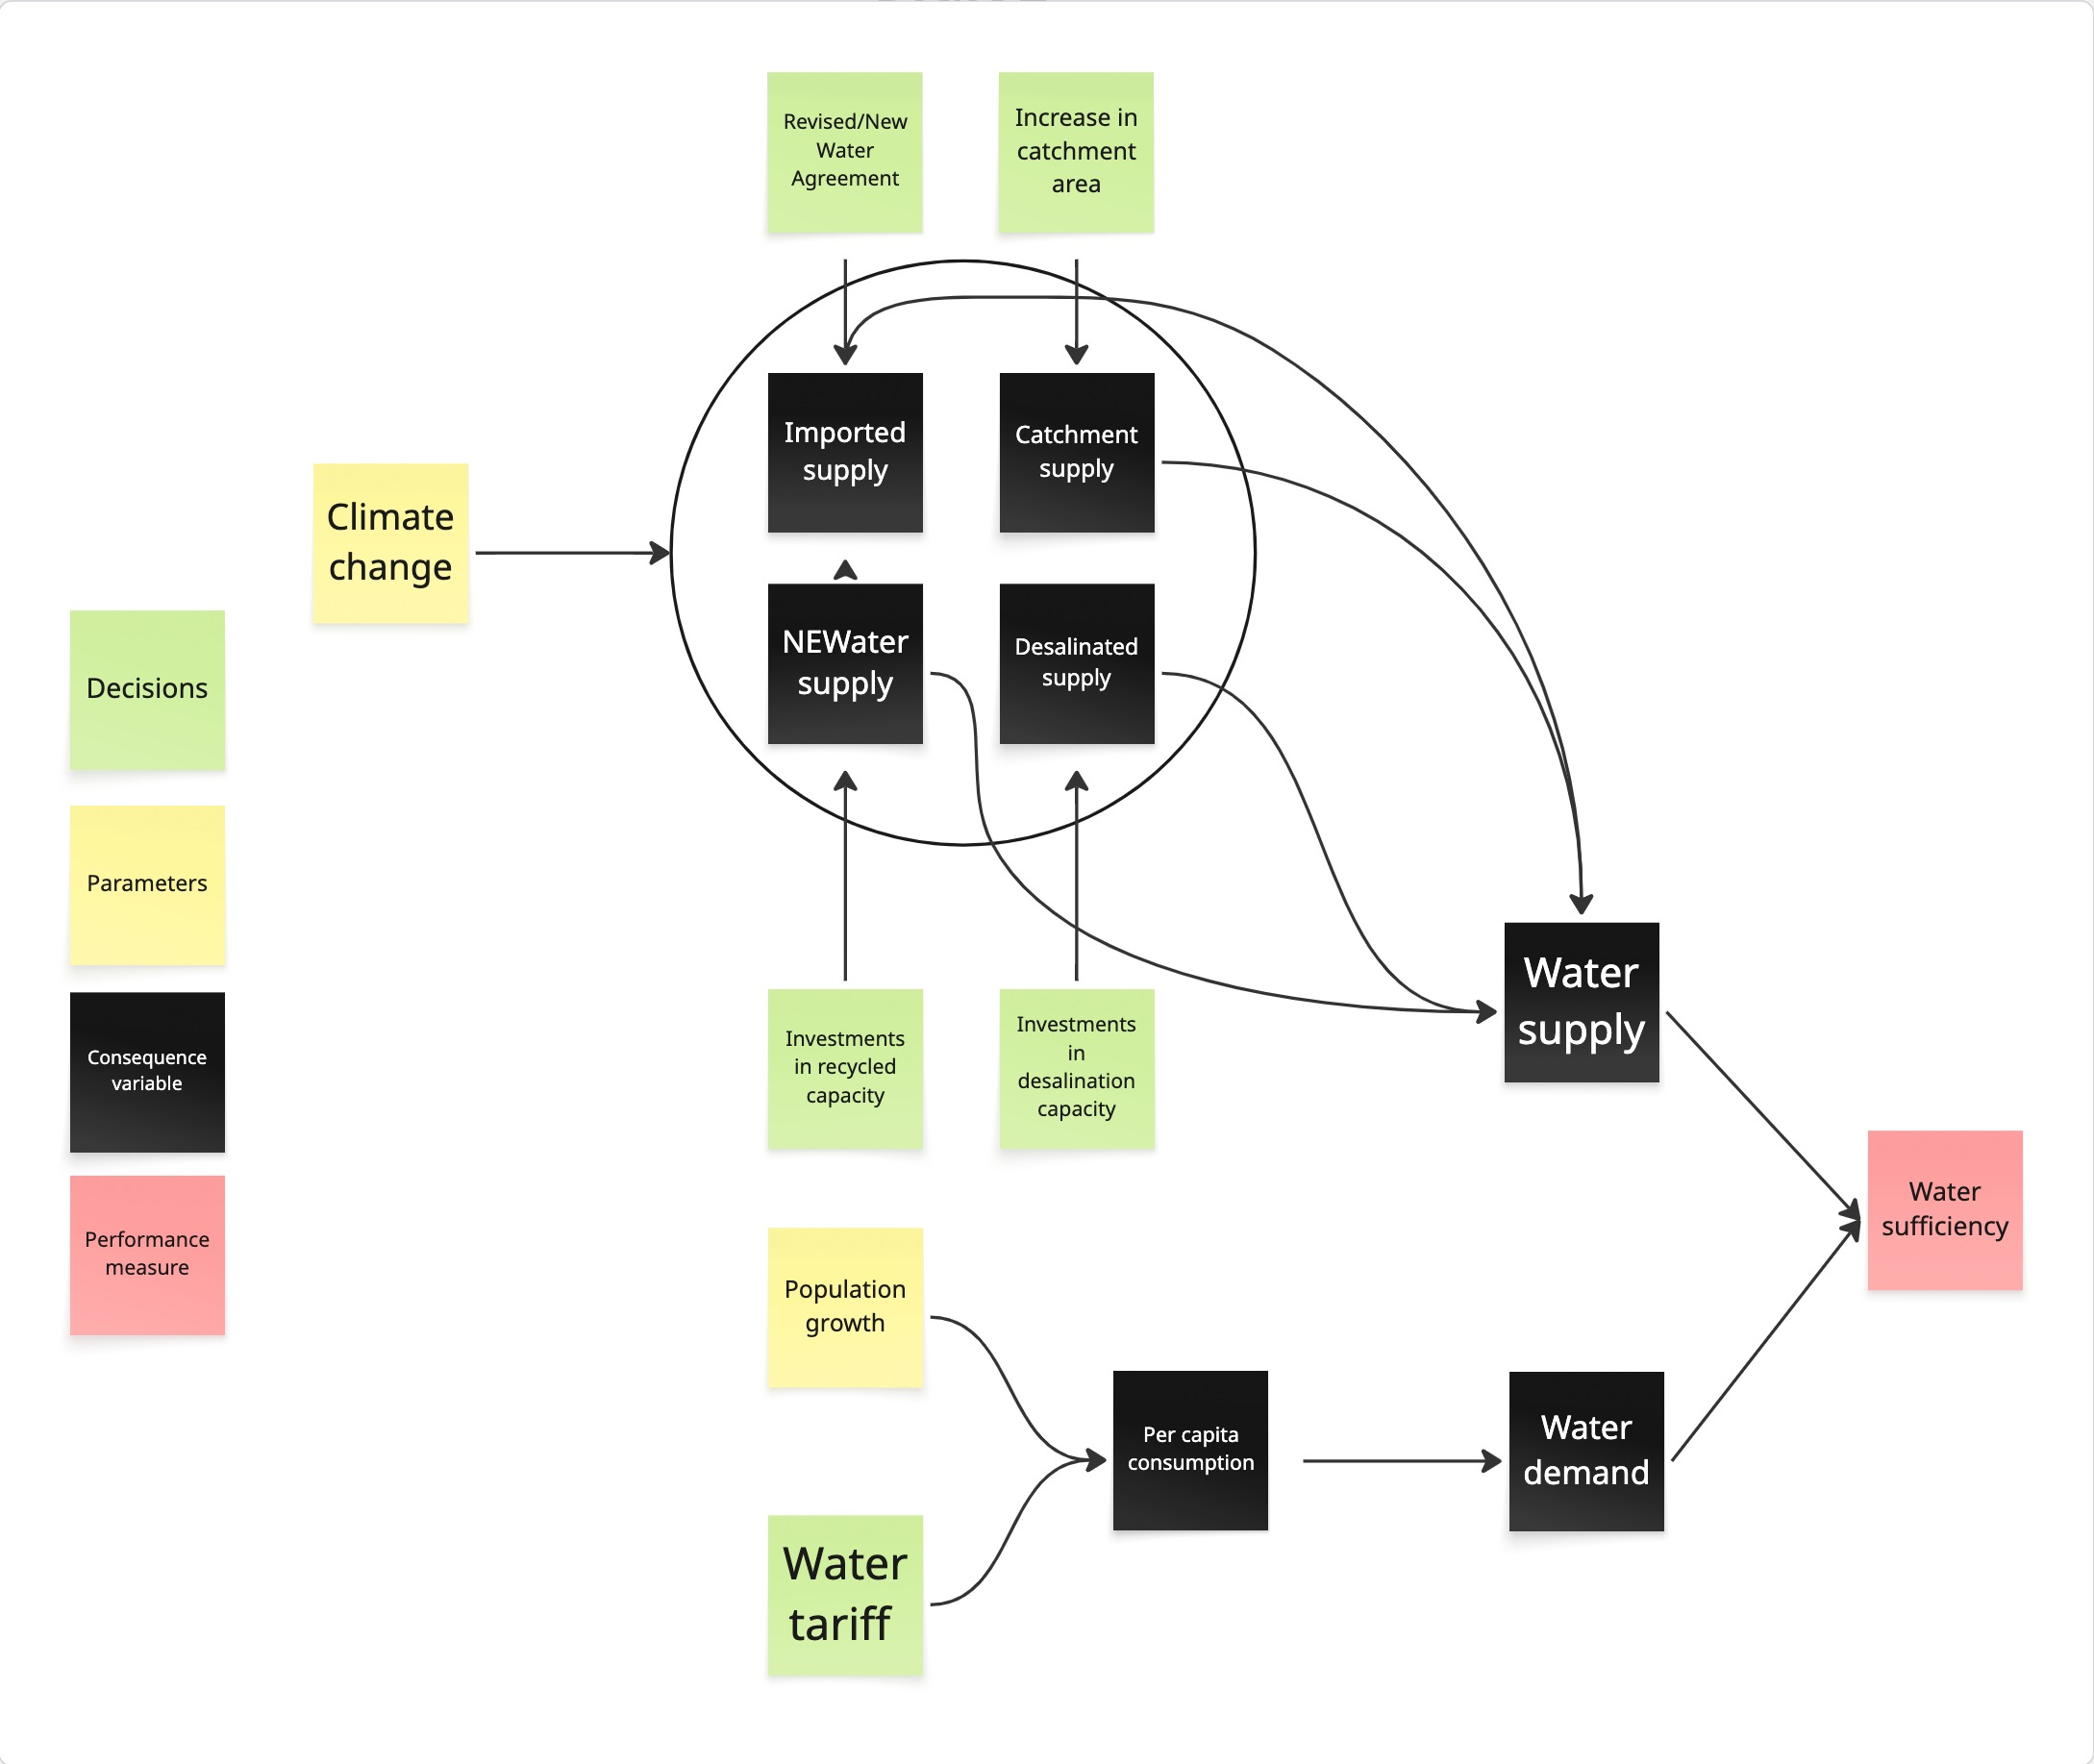 Revised/New
Water
Agreement
Increase in
catchment
area
Imported
supply
Catchment
supply
Climate
change
NEWater
supply
Desalinated
supply
Decisions
Parameters
Consequence
variable
Performance
measure
Investments
in recycled
capacity
Investments
in
desalination
capacity
Water
supply
Water
sufficiency
Population
growth
Per capita
consumption
Water
demand
Water
tariff